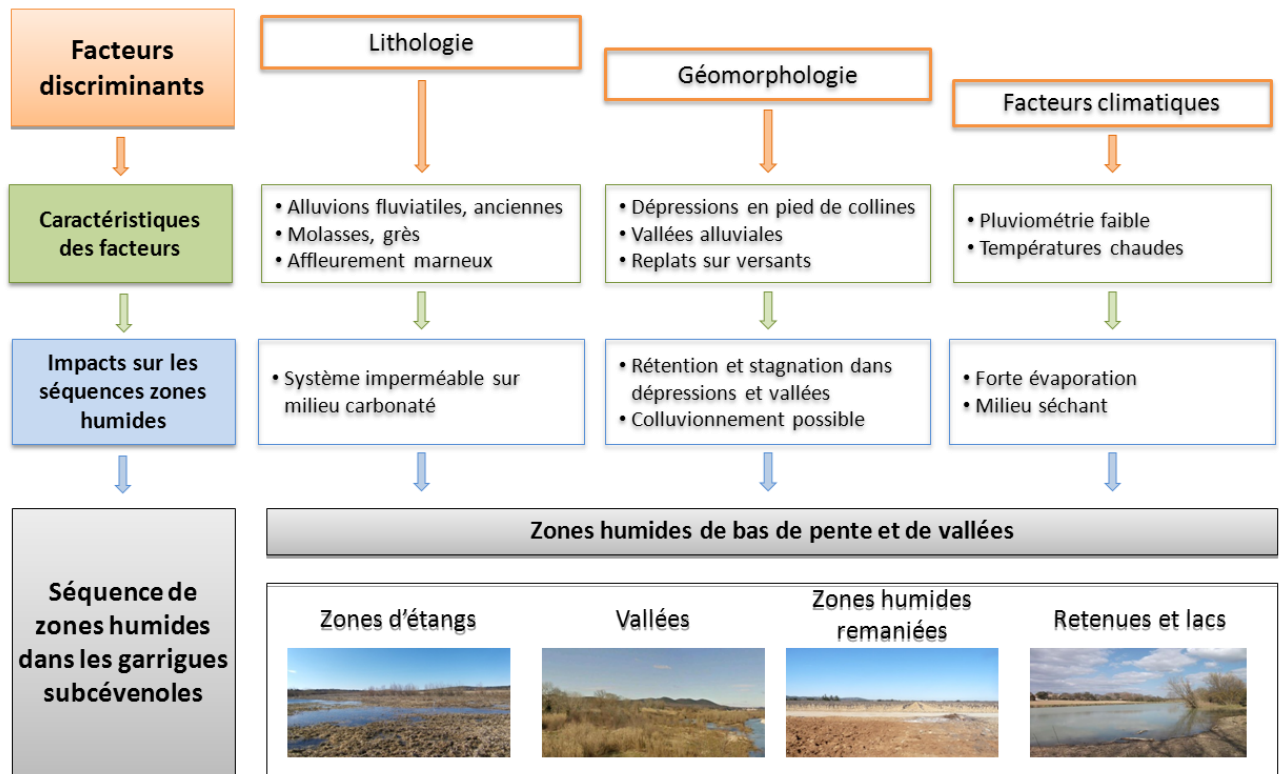 Facteurs
discriminants
Lithologie
Géomorphologie
Facteurs climatiques
Caractéristiques
des facteurs
• Alluvions fluviatiles, anciennes
• Molasses, grès
• Affleurement marneux
• Dépressions en pied de collines
• Vallées alluviales
• Replats sur versants
• Pluviométrie faible
• Températures chaudes
Impacts sur les
séquences zones
humides
• Système imperméable sur
milieu carbonaté
• Rétention et stagnation dans
dépressions et vallées
• Colluvionnement possible
• Forte évaporation
• Milieu séchant
Séquence de
zones humides
dans les garrigues
subcévenoles
Zones humides de bas de pente et de vallées
Zones d'étangs
Vallées
Zones humides
remaniées
Retenues et lacs